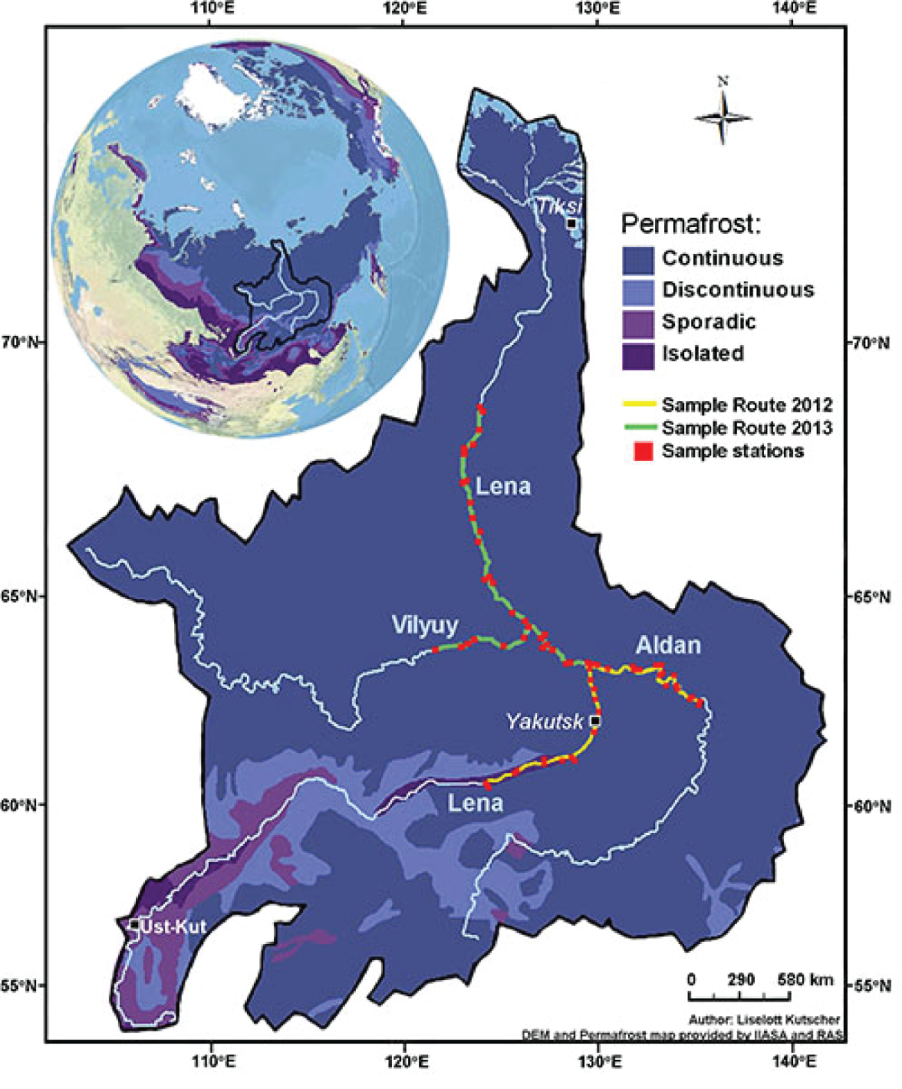 110°E 120°E 130°E 140°E
N
Tiksi
Permafrost:
Continuous
Discontinuous
Sporadic
Isolated
70°N 70°N
Sample Route 2012
Sample Route 2013
Sample stations
Lena
65°N 65°N
Vilyuy
Aldan
Yakutsk
60°N 60°N
Lena
Ust-Kut
55°N 55°N
0 290 580 km
Author: Liselott Kutscher
DEM and Permafrost map provided by IIASA and RAS
110°E 120°E 130°E 140°E